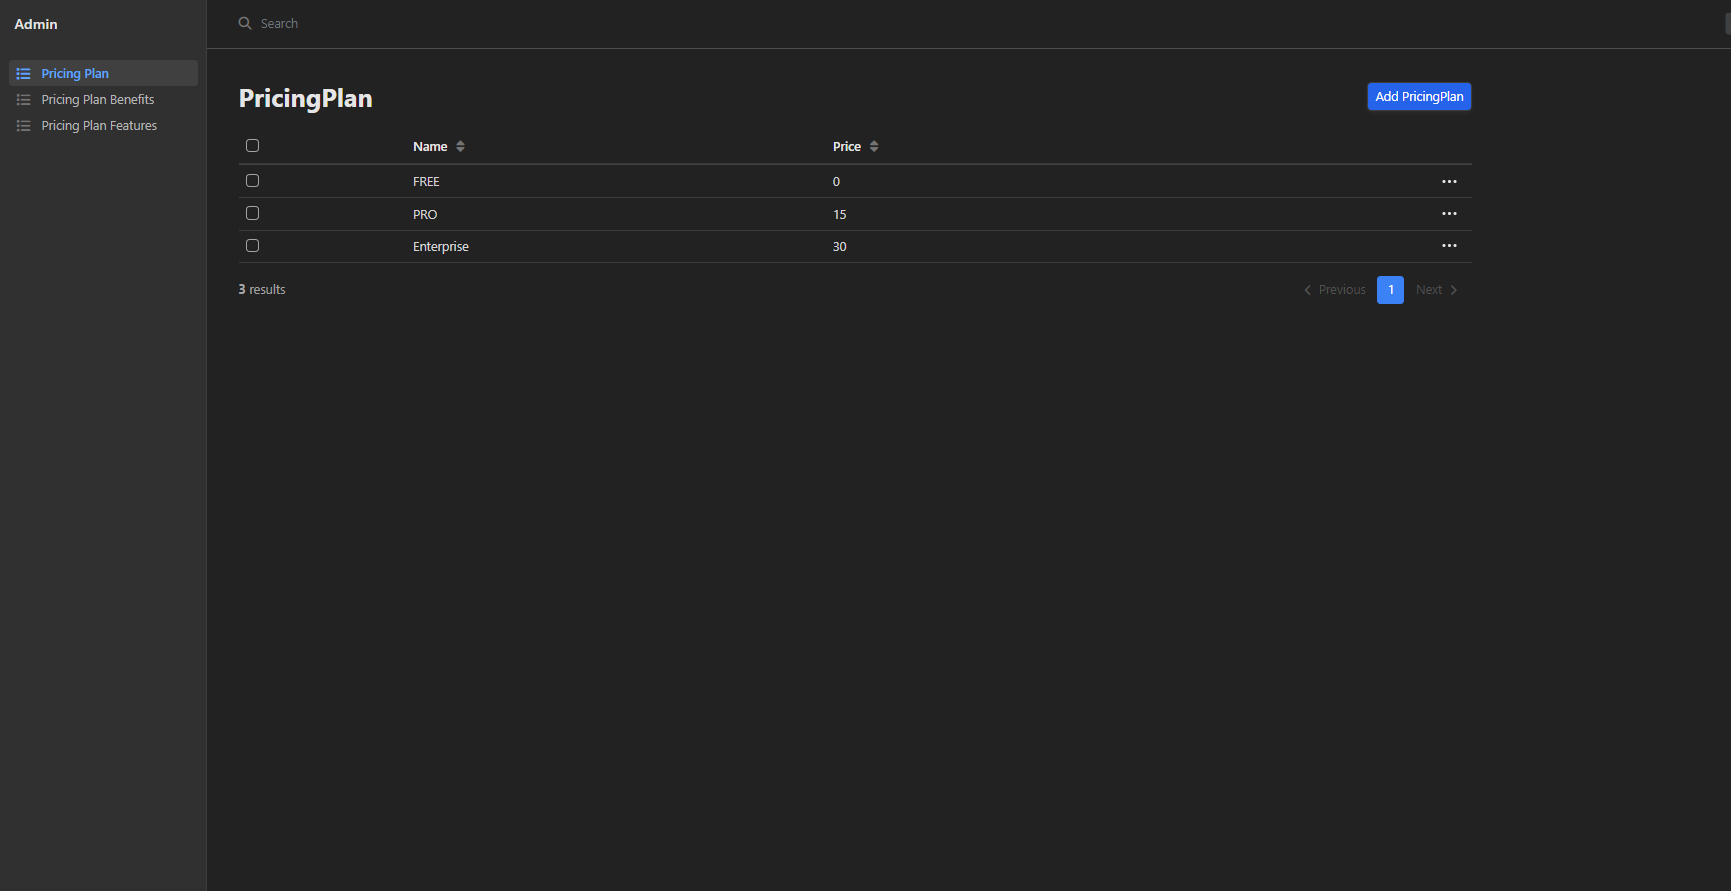 Admin
Search
Pricing Plan
Pricing Plan Benefits
Pricing Plan Features
PricingPlan
Add PricingPlan
Name Price
FREE 0
PRO 15
Enterprise 30
3 results
Previous 1 Next